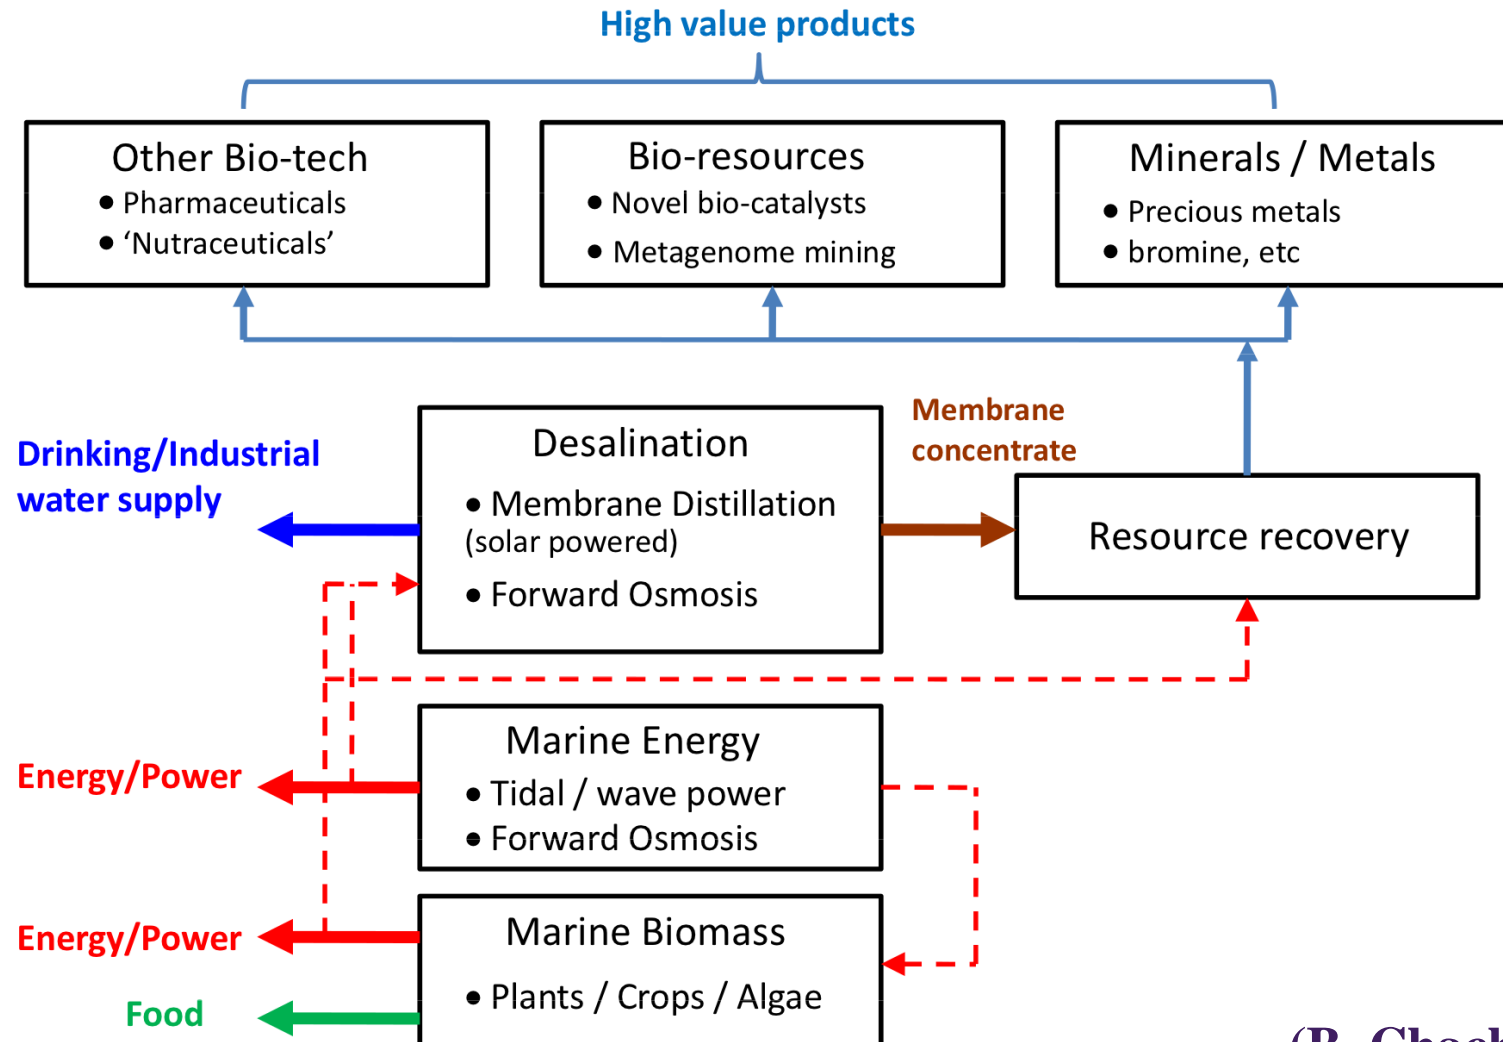 High value products
Other Bio-tech
• Pharmaceuticals
• ‘Nutraceuticals’
Bio-resources
• Novel bio-catalysts
• Metagenome mining
Minerals / Metals
• Precious metals
• bromine, etc
Drinking/Industrial
water supply
Desalination
• Membrane Distillation
(solar powered)
• Forward Osmosis
Membrane
concentrate
Resource recovery
Energy/Power
Marine Energy
• Tidal / wave power
• Forward Osmosis
Energy/Power
Food
Marine Biomass
• Plants / Crops / Algae